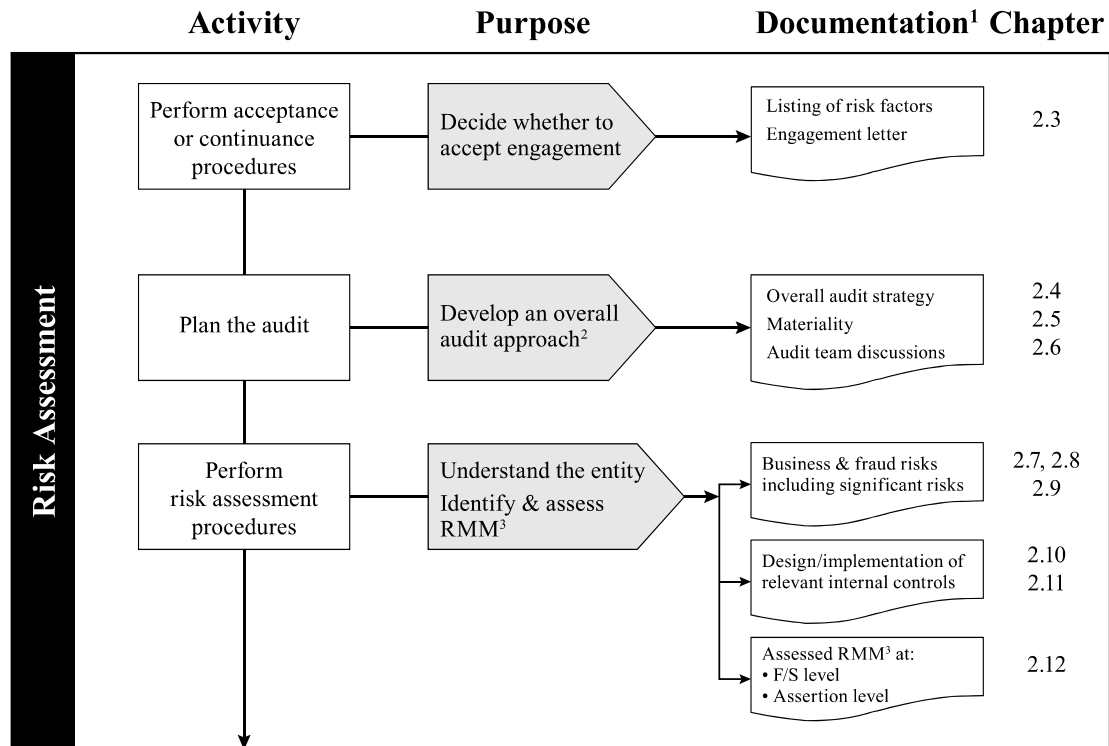 Activity Purpose Documentation¹ Chapter
Risk Assessment
Perform acceptance
or continuance
procedures
Decide whether to
accept engagement
Listing of risk factors
Engagement letter
2.3
Plan the audit
Develop an overall
audit approach²
Overall audit strategy
Materiality
Audit team discussions
2.4
2.5
2.6
Perform
risk assessment
procedures
Understand the entity
Identify & assess
RMM³
Business & fraud risks
including significant risks
2.7, 2.8
2.9
Design/implementation of
relevant internal controls
2.10
2.11
Assessed RMM³ at:
• F/S level
• Assertion level
2.12